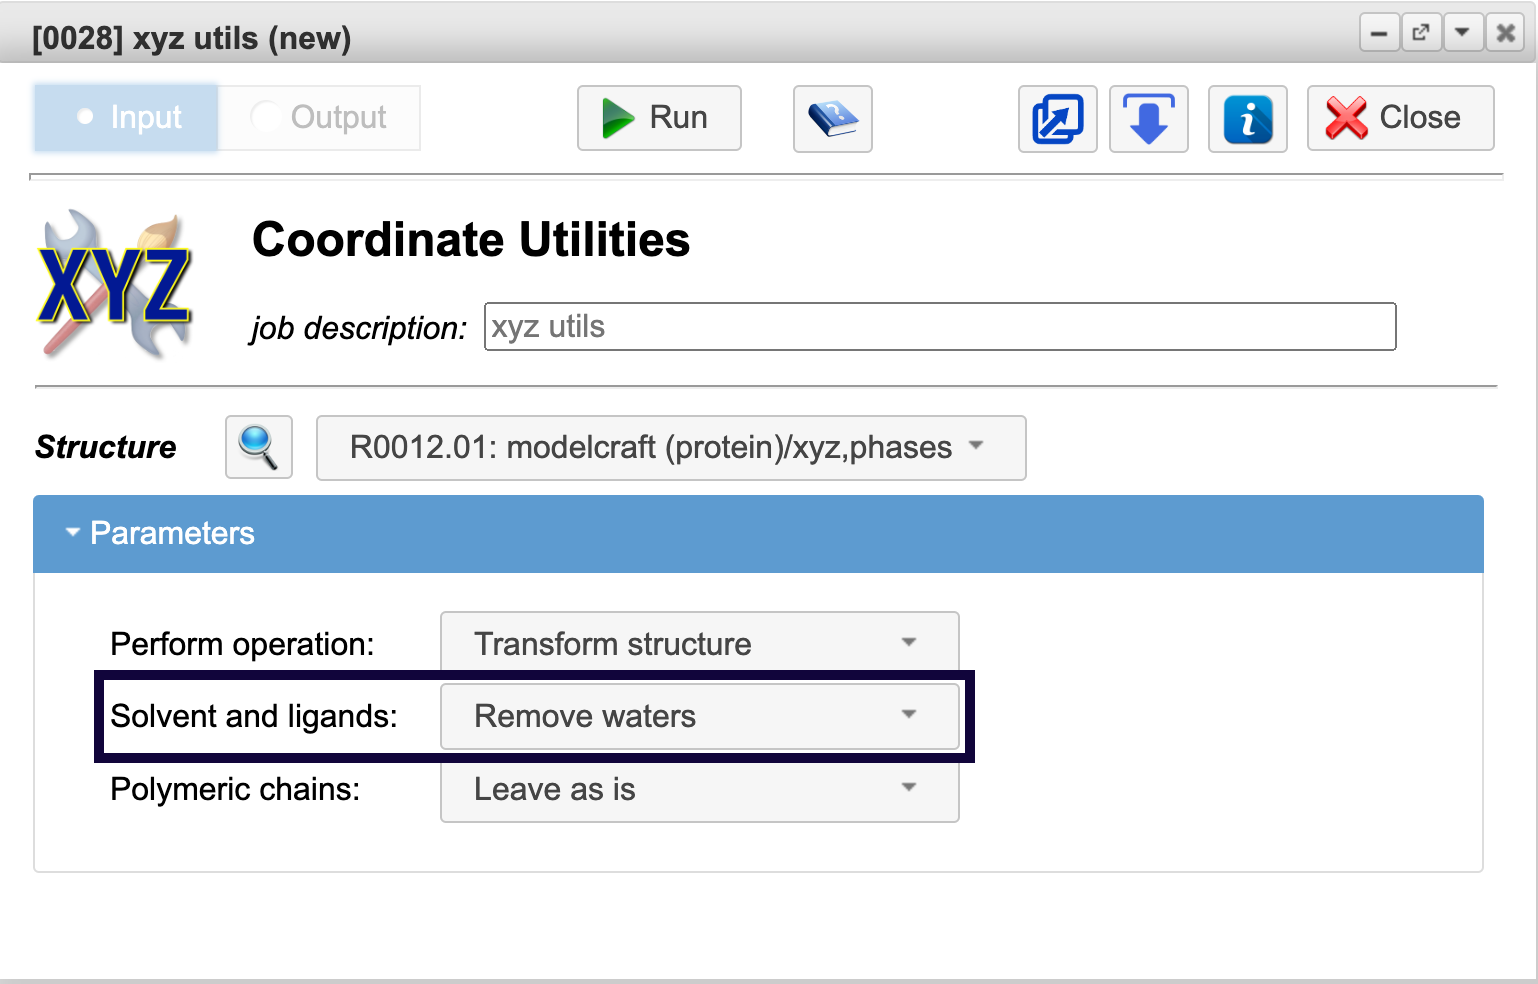 [0028] xyz utils (new)
Input Output Run Close
XYZ
Coordinate Utilities
job description: xyz utils
Structure R0012.01: modelcraft (protein)/xyz,phases
Parameters
Perform operation: Transform structure
Solvent and ligands: Remove waters
Polymeric chains: Leave as is